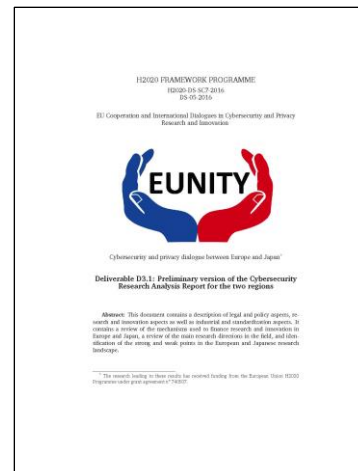 H2020 FRAMEWORK PROGRAMME
H2020-DS-SC7-2016
DS-05-2016
EU Cooperation and International Dialogues in Cybersecurity and Privacy
Research and Innovation
EUNITY
Cybersecurity and privacy dialogue between Europe and Japan*
Deliverable D3.1: Preliminary version of the Cybersecurity
Research Analysis Report for the two regions
Abstract: This document contains a description of legal and policy aspects, re-
search and innovation aspects as well as industrial and standardisation aspects. It
contains a review of the mechanisms used to finance research and innovation in
Europe and Japan, a review of the main research directions in the field, and iden-
tification of the strong and weak points in the European and Japanese research
landscape.
* The research leading to these results has received funding from the European Union H2020
Programme under grant agreement n°